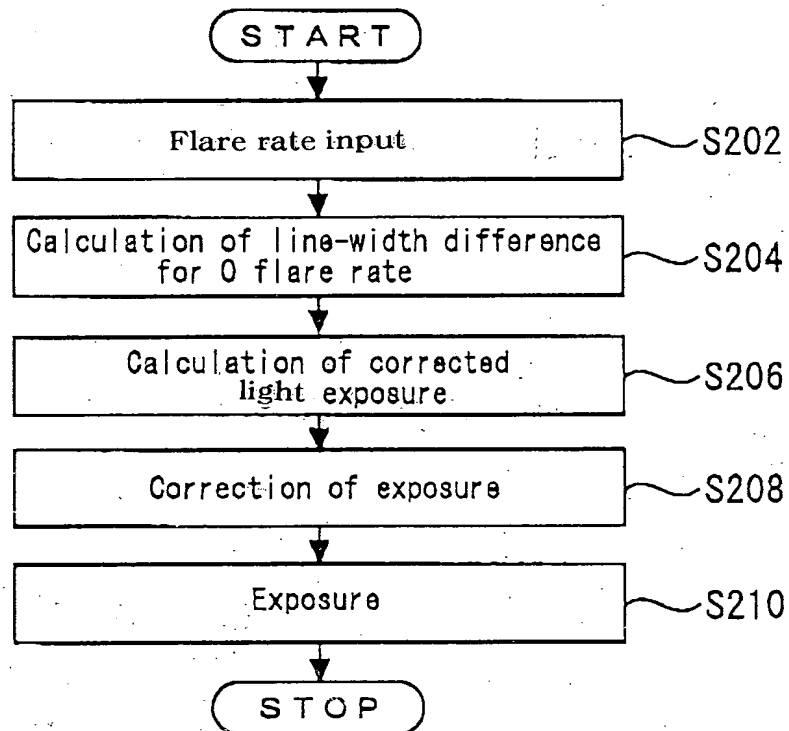 START
Flare rate input
S202
Calculation of line-width difference
for 0 flare rate
S204
Calculation of corrected
light exposure
S206
Correction of exposure
S208
Exposure
S210
STOP